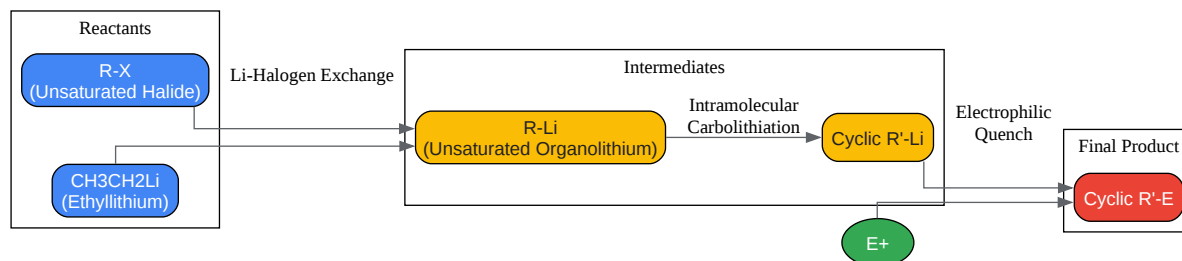 Reactants
R-X
(Unsaturated Halide)
CH3CH2Li
(Ethyllithium)
Li-Halogen Exchange
Intermediates
R-Li
(Unsaturated Organolithium)
Intramolecular
Carbolithiation
Cyclic R'-Li
Electrophilic
Quench
E+
Final Product
Cyclic R'-E